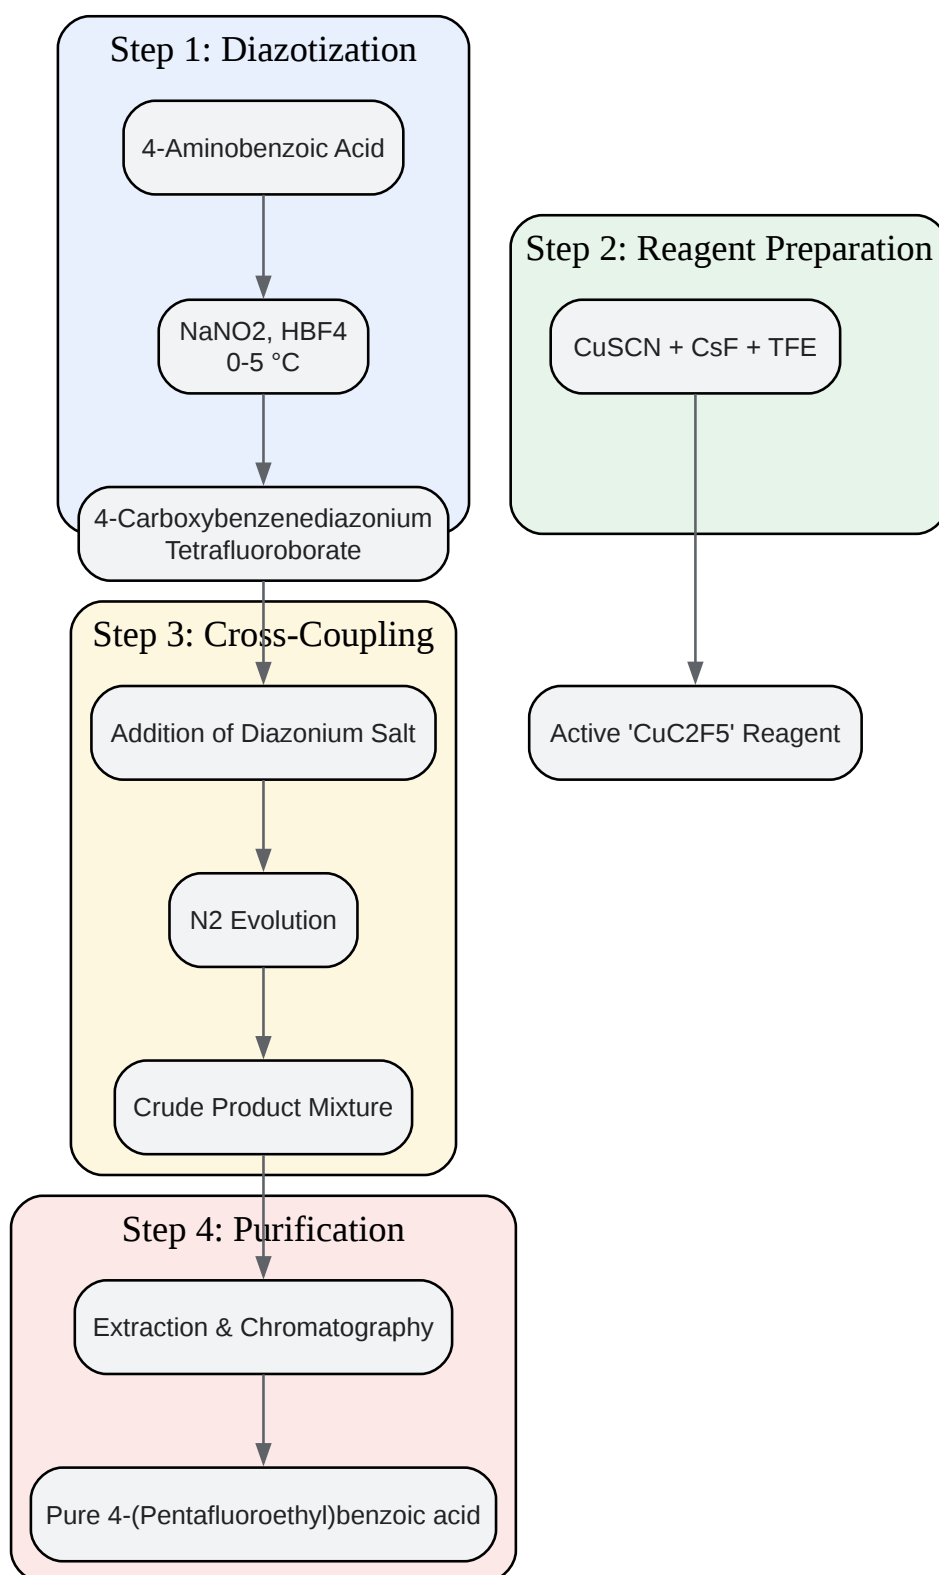 Step 1: Diazotization
4-Aminobenzoic Acid
NaNO2, HBF4
0-5 °C
4-Carboxybenzenediazonium
Tetrafluoroborate
Step 2: Reagent Preparation
CuSCN + CsF + TFE
Active 'CuC2F5' Reagent
Step 3: Cross-Coupling
Addition of Diazonium Salt
N2 Evolution
Crude Product Mixture
Step 4: Purification
Extraction & Chromatography
Pure 4-(Pentafluoroethyl)benzoic acid